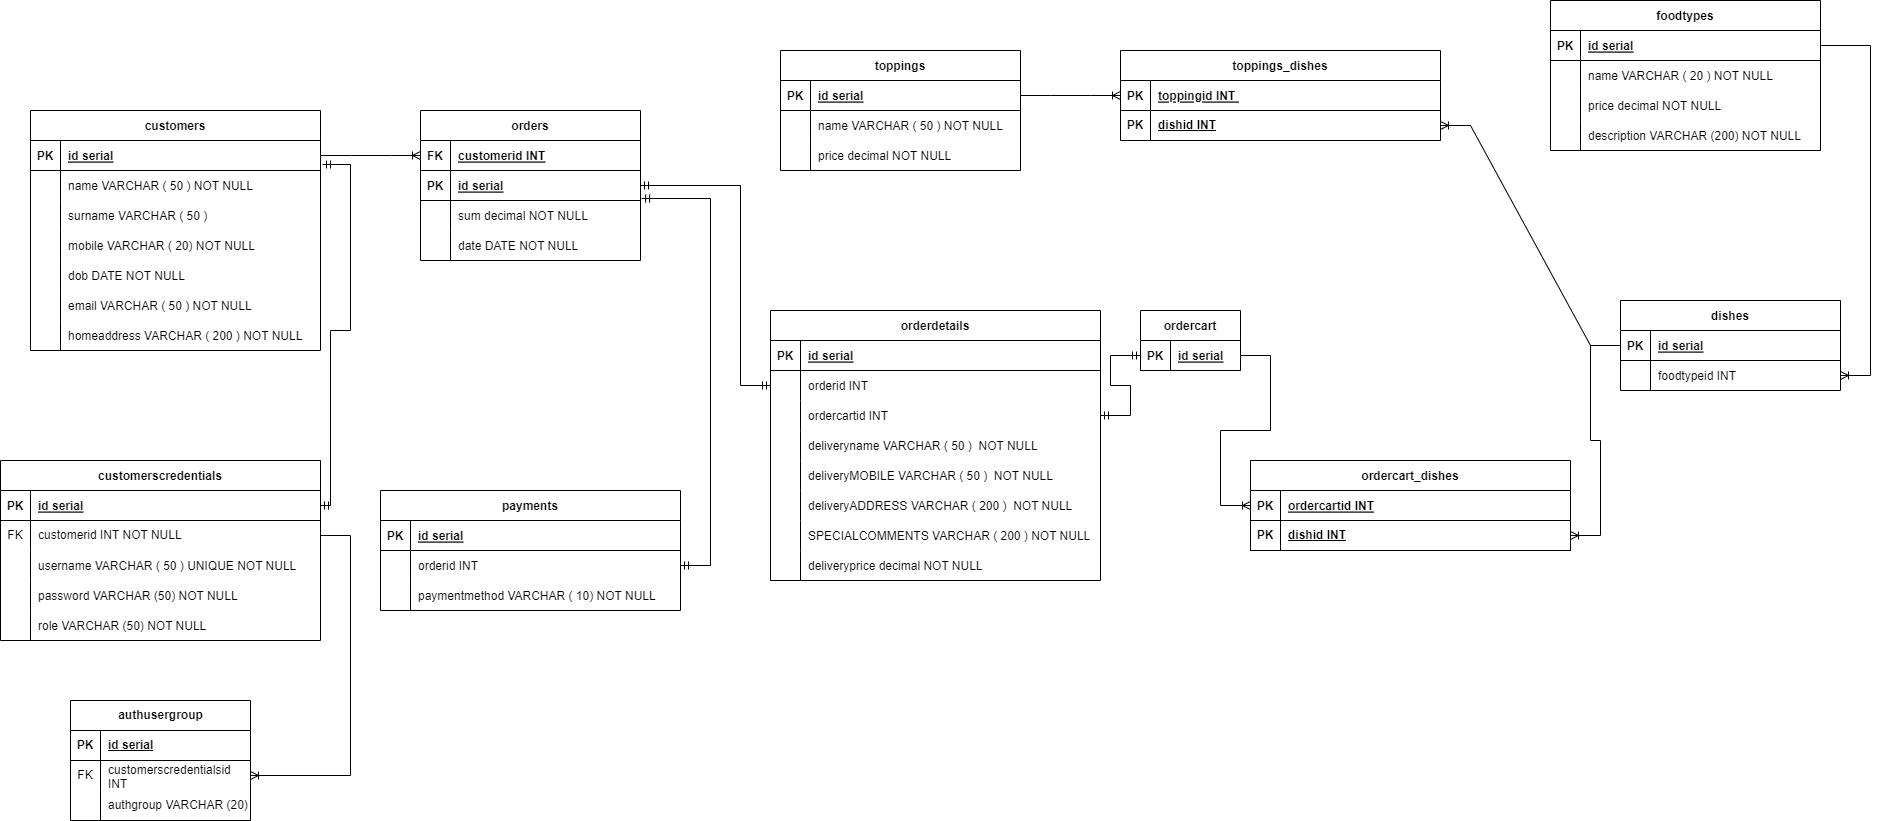 foodtypes
PK id serial
name VARCHAR ( 20 ) NOT NULL
price decimal NOT NULL
description VARCHAR (200) NOT NULL
toppings
PK id serial
name VARCHAR ( 50 ) NOT NULL
price decimal NOT NULL
toppings_dishes
PK toppingid INT
PK dishid INT
customers
PK id serial
name VARCHAR ( 50 ) NOT NULL
surname VARCHAR ( 50 )
mobile VARCHAR ( 20) NOT NULL
dob DATE NOT NULL
email VARCHAR ( 50 ) NOT NULL
homeaddress VARCHAR ( 200 ) NOT NULL
orders
FK customerid INT
PK id serial
sum decimal NOT NULL
date DATE NOT NULL
orderdetails
PK id serial
orderid INT
ordercartid INT
deliveryname VARCHAR ( 50 ) NOT NULL
deliveryMOBILE VARCHAR ( 50 ) NOT NULL
deliveryADDRESS VARCHAR ( 200 ) NOT NULL
SPECIALCOMMENTS VARCHAR ( 200 ) NOT NULL
deliveryprice decimal NOT NULL
ordercart
PK id serial
dishes
PK id serial
foodtypeid INT
customerscredentials
PK id serial
FK customerid INT NOT NULL
username VARCHAR ( 50 ) UNIQUE NOT NULL
password VARCHAR (50) NOT NULL
role VARCHAR (50) NOT NULL
payments
PK id serial
orderid INT
paymentmethod VARCHAR ( 10) NOT NULL
ordercart_dishes
PK ordercartid INT
PK dishid INT
authusergroup
PK id serial
FK customerscredentialsid
INT
authgroup VARCHAR (20)